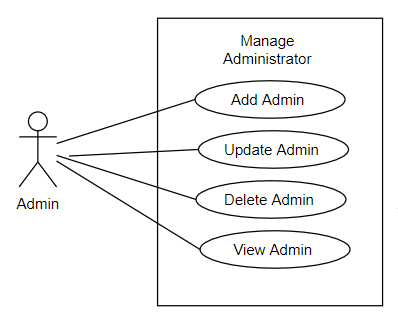 Manage
Administrator
Add Admin
Update Admin
Delete Admin
View Admin
Admin